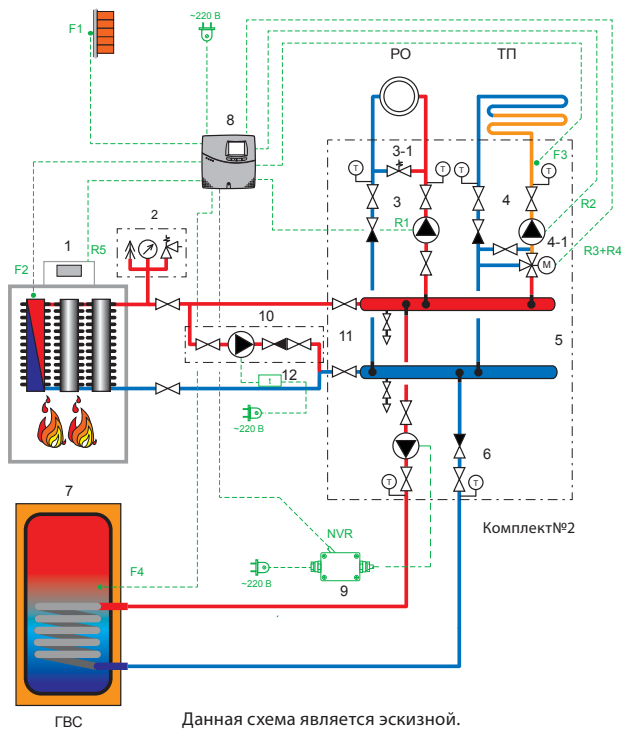 F1
~220 В
РО
ТП
8
3-1
F3
T
T
T
T
3
4
R2
2
R1
4-1
1
R5
R3+R4
F2
M
10
11
5
12
t
~220 В
6
T
T
7
Комплект№2
NVR
F4
~220 В
9
ГВС
Данная схема является эскизной.